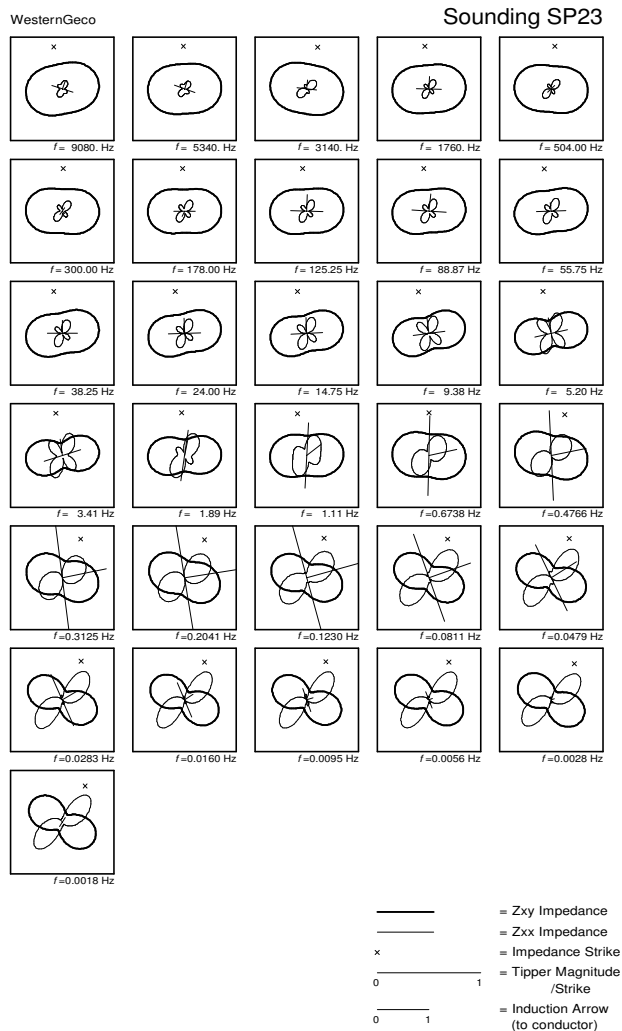 WesternGeco Sounding SP23
f= 9080. Hz f= 5340. Hz f= 3140. Hz f= 1760. Hz f= 504.00 Hz
f= 300.00 Hz f= 178.00 Hz f= 125.25 Hz f= 88.87 Hz f= 55.75 Hz
f= 38.25 Hz f= 24.00 Hz f= 14.75 Hz f= 9.38 Hz f= 5.20 Hz
f= 3.41 Hz f= 1.89 Hz f= 1.11 Hz f=0.6738 Hz f=0.4766 Hz
f=0.3125 Hz f=0.2041 Hz f=0.1230 Hz f=0.0811 Hz f=0.0479 Hz
f=0.0283 Hz f=0.0160 Hz f=0.0095 Hz f=0.0056 Hz f=0.0028 Hz
f=0.0018 Hz
= Zxy Impedance
= Zxx Impedance
× = Impedance Strike
= Tipper Magnitude
0 1 /Strike
= Induction Arrow
0 1 (to conductor)